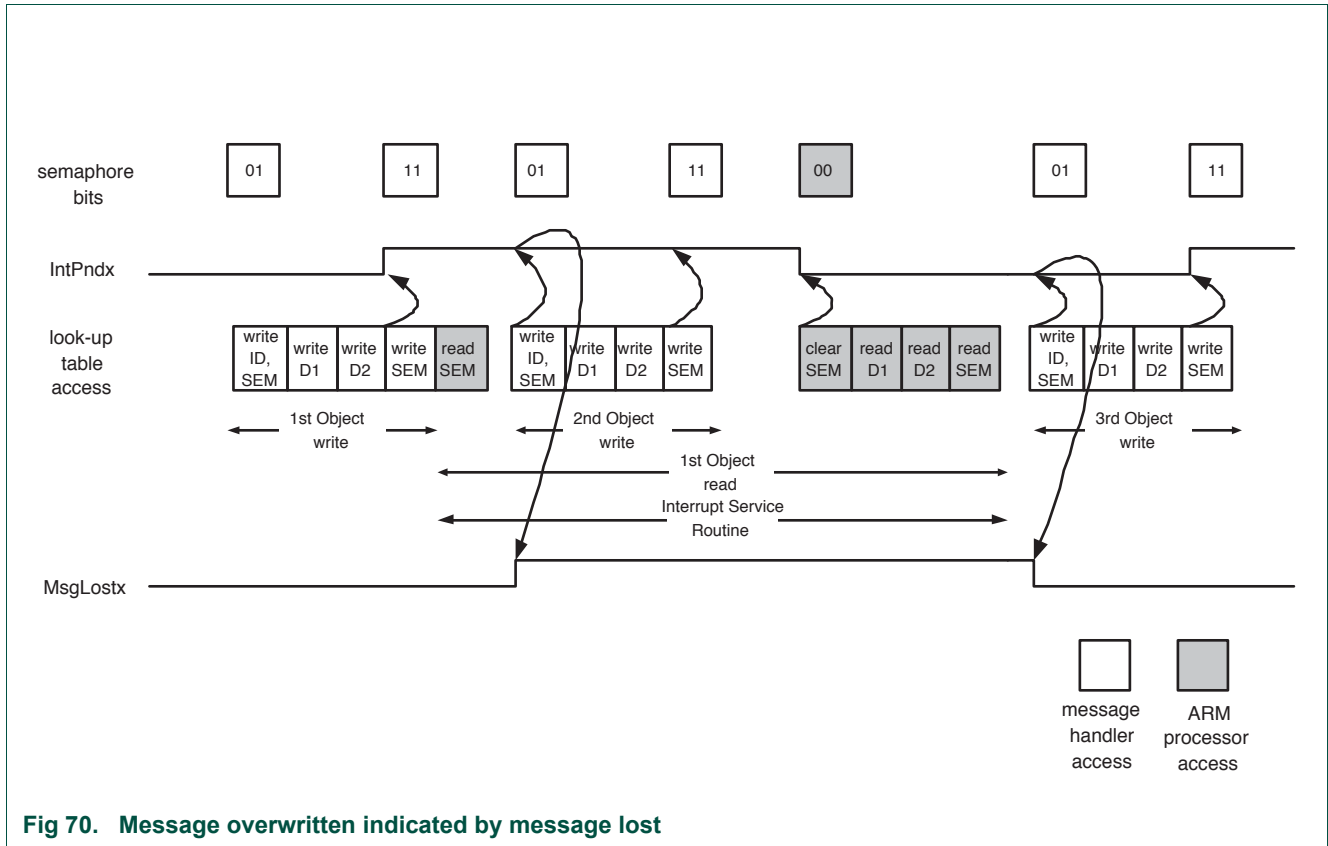 semaphore
bits
01
11
01
11
00
01
11
IntPndx
look-up
table
access
write
ID,
SEM
write
D1
write
D2
write
SEM
read
SEM
write
ID,
SEM
write
D1
write
D2
write
SEM
clear
SEM
read
D1
read
D2
read
SEM
write
ID,
SEM
write
D1
write
D2
write
SEM
1st Object
write
2nd Object
write
3rd Object
write
1st Object
read
Interrupt Service
Routine
MsgLostx
message
handler
access
ARM
processor
access
Fig 70. Message overwritten indicated by message lost